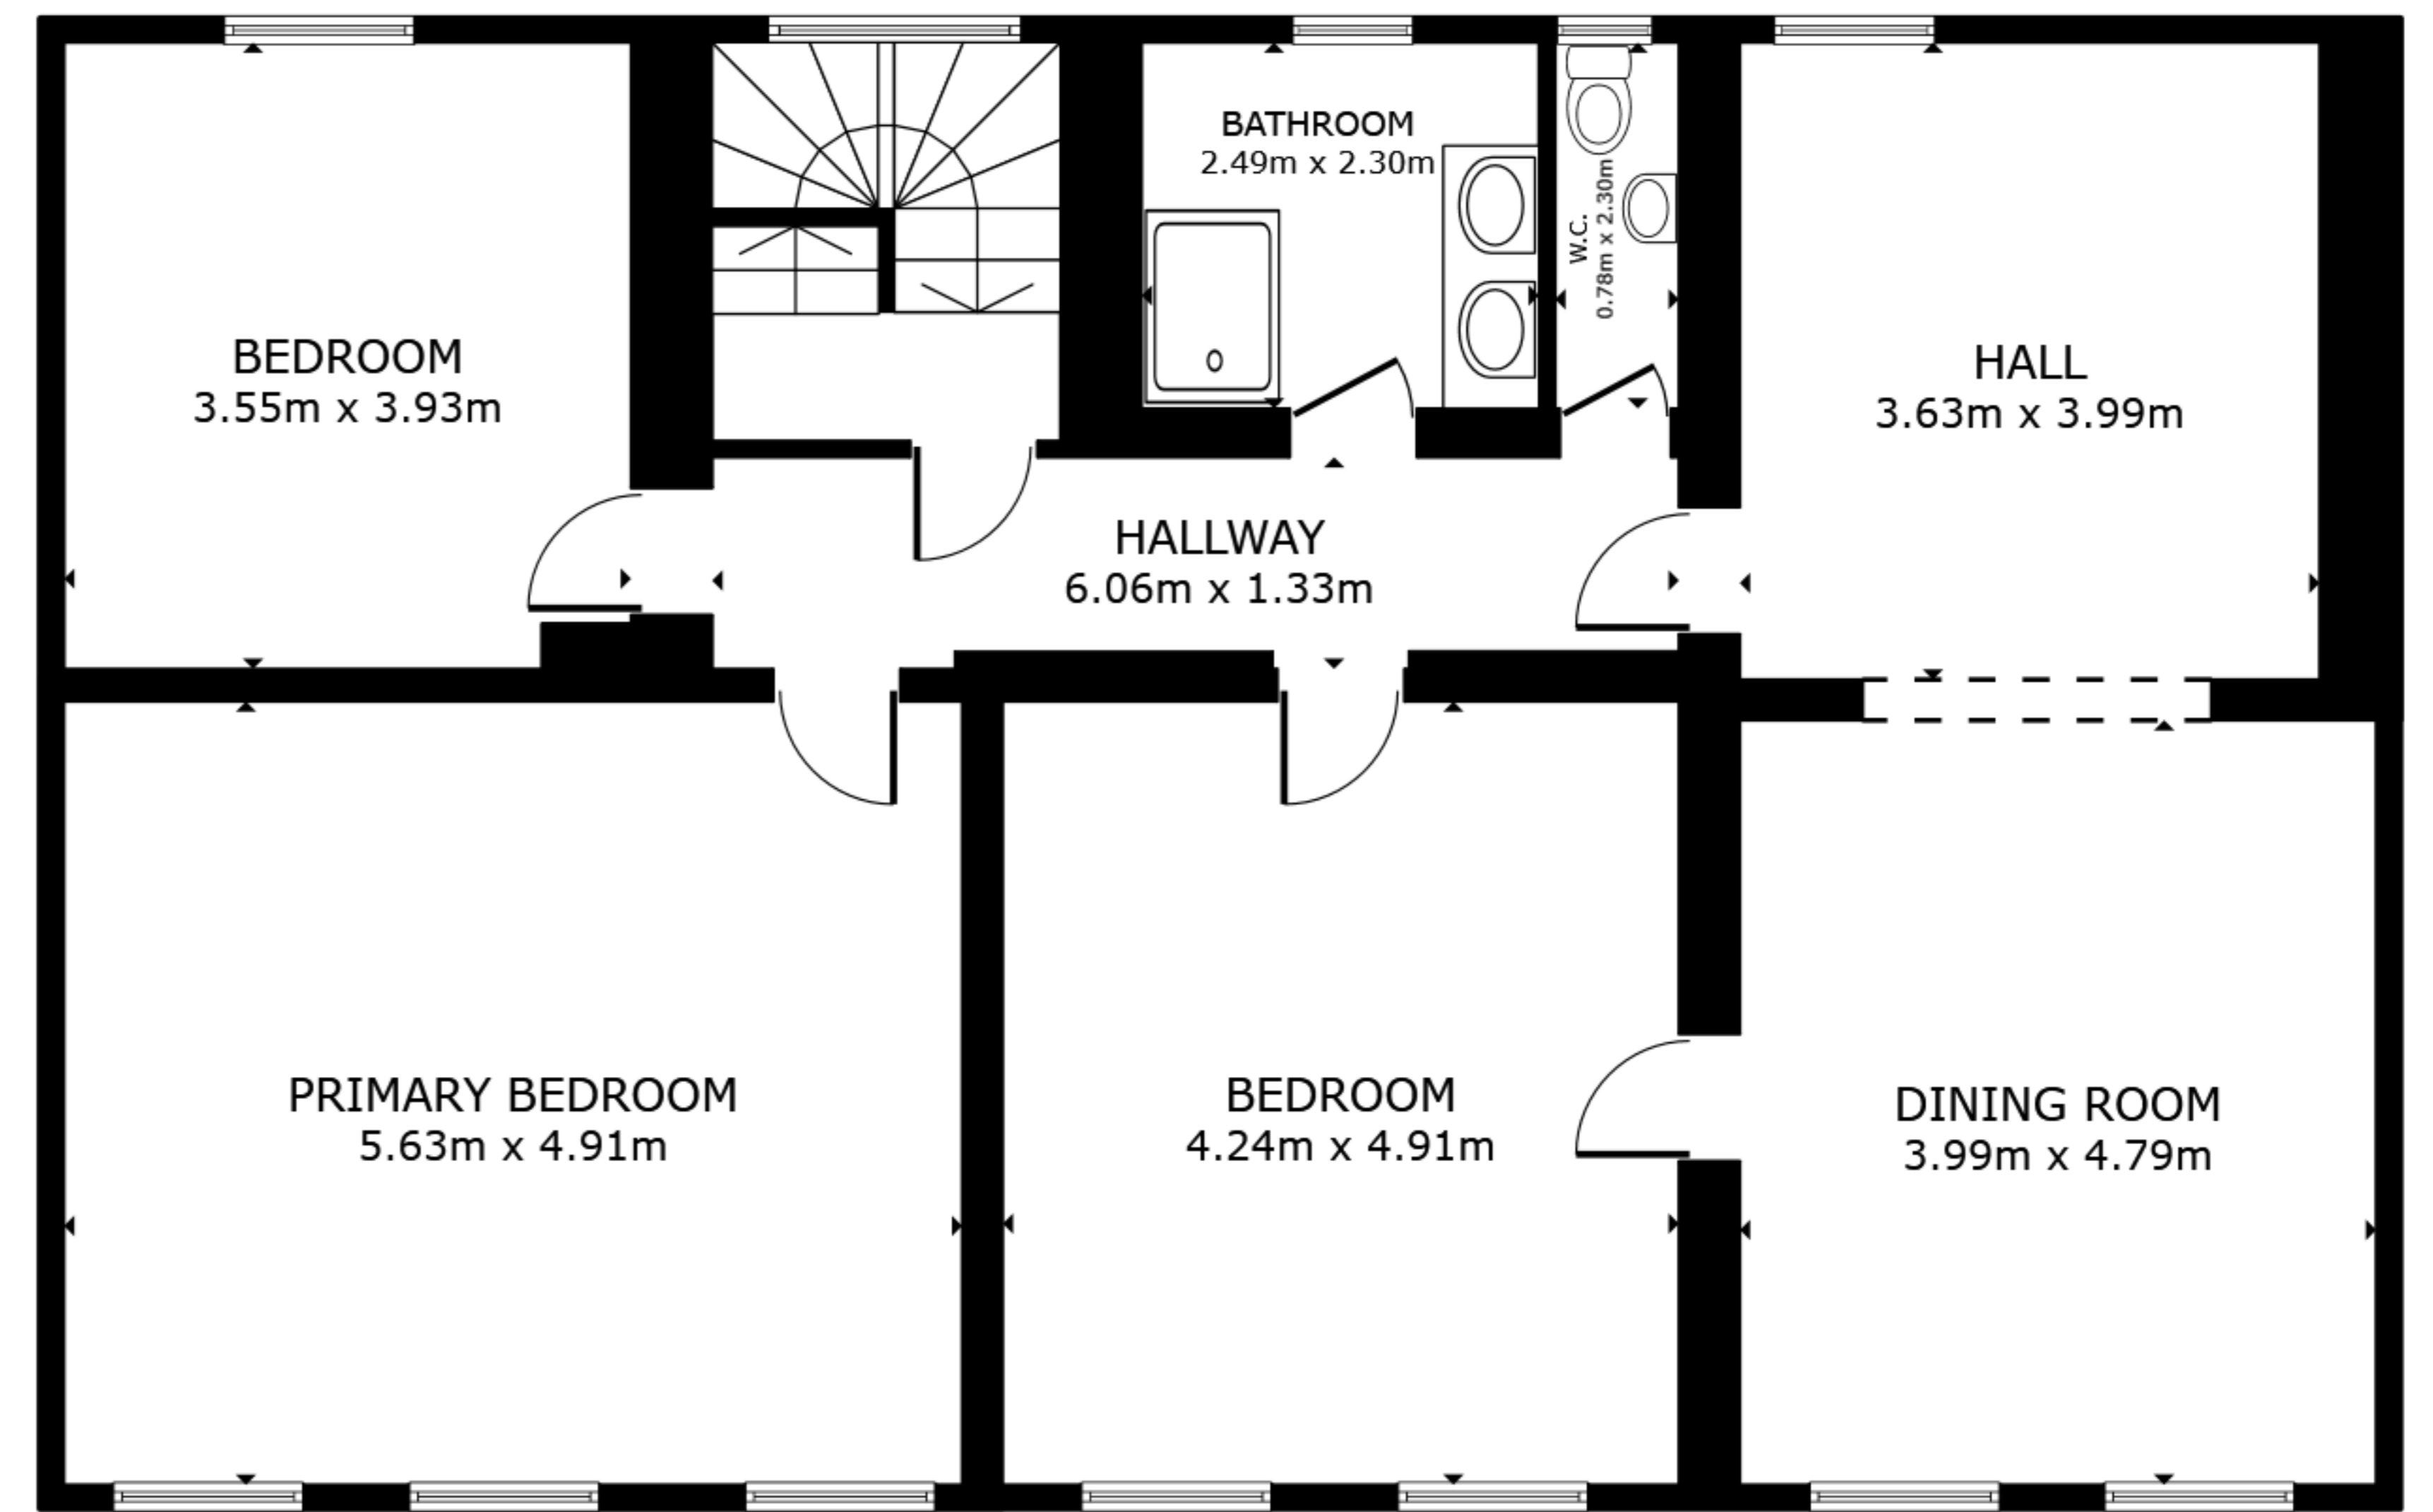 BATHROOM
2.49m x 2.30m
W.C.
0.78m x 2.30m
BEDROOM
3.55m x 3.93m
HALL
3.63m x 3.99m
HALLWAY
6.06m x 1.33m
PRIMARY BEDROOM
5.63m x 4.91m
BEDROOM
4.24m x 4.91m
DINING ROOM
3.99m x 4.79m